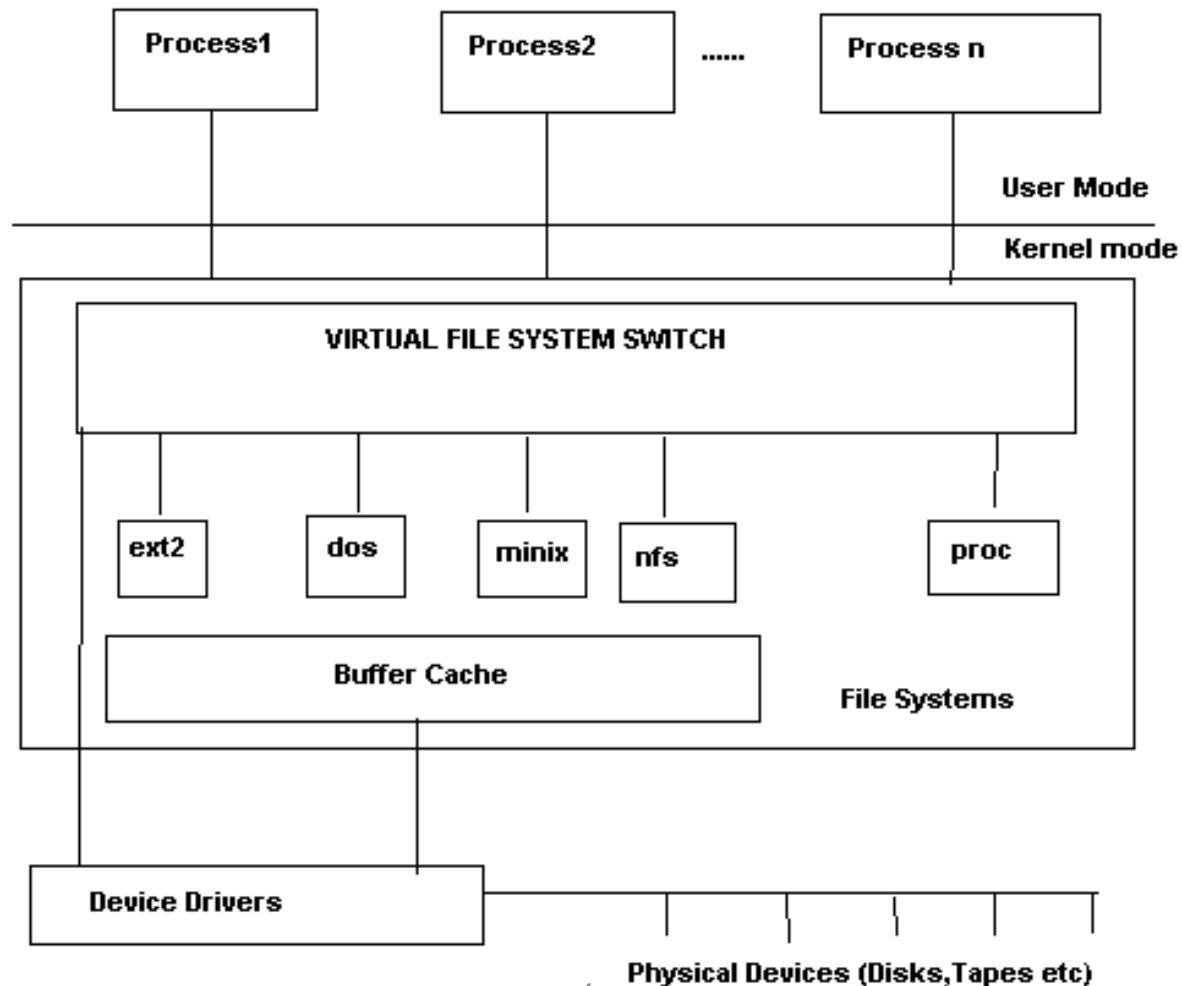 Process1
Process2
......
Process n
User Mode
Kernel mode
VIRTUAL FILE SYSTEM SWITCH
ext2
dos
minix
nfs
proc
Buffer Cache
File Systems
Device Drivers
Physical Devices (Disks,Tapes etc)